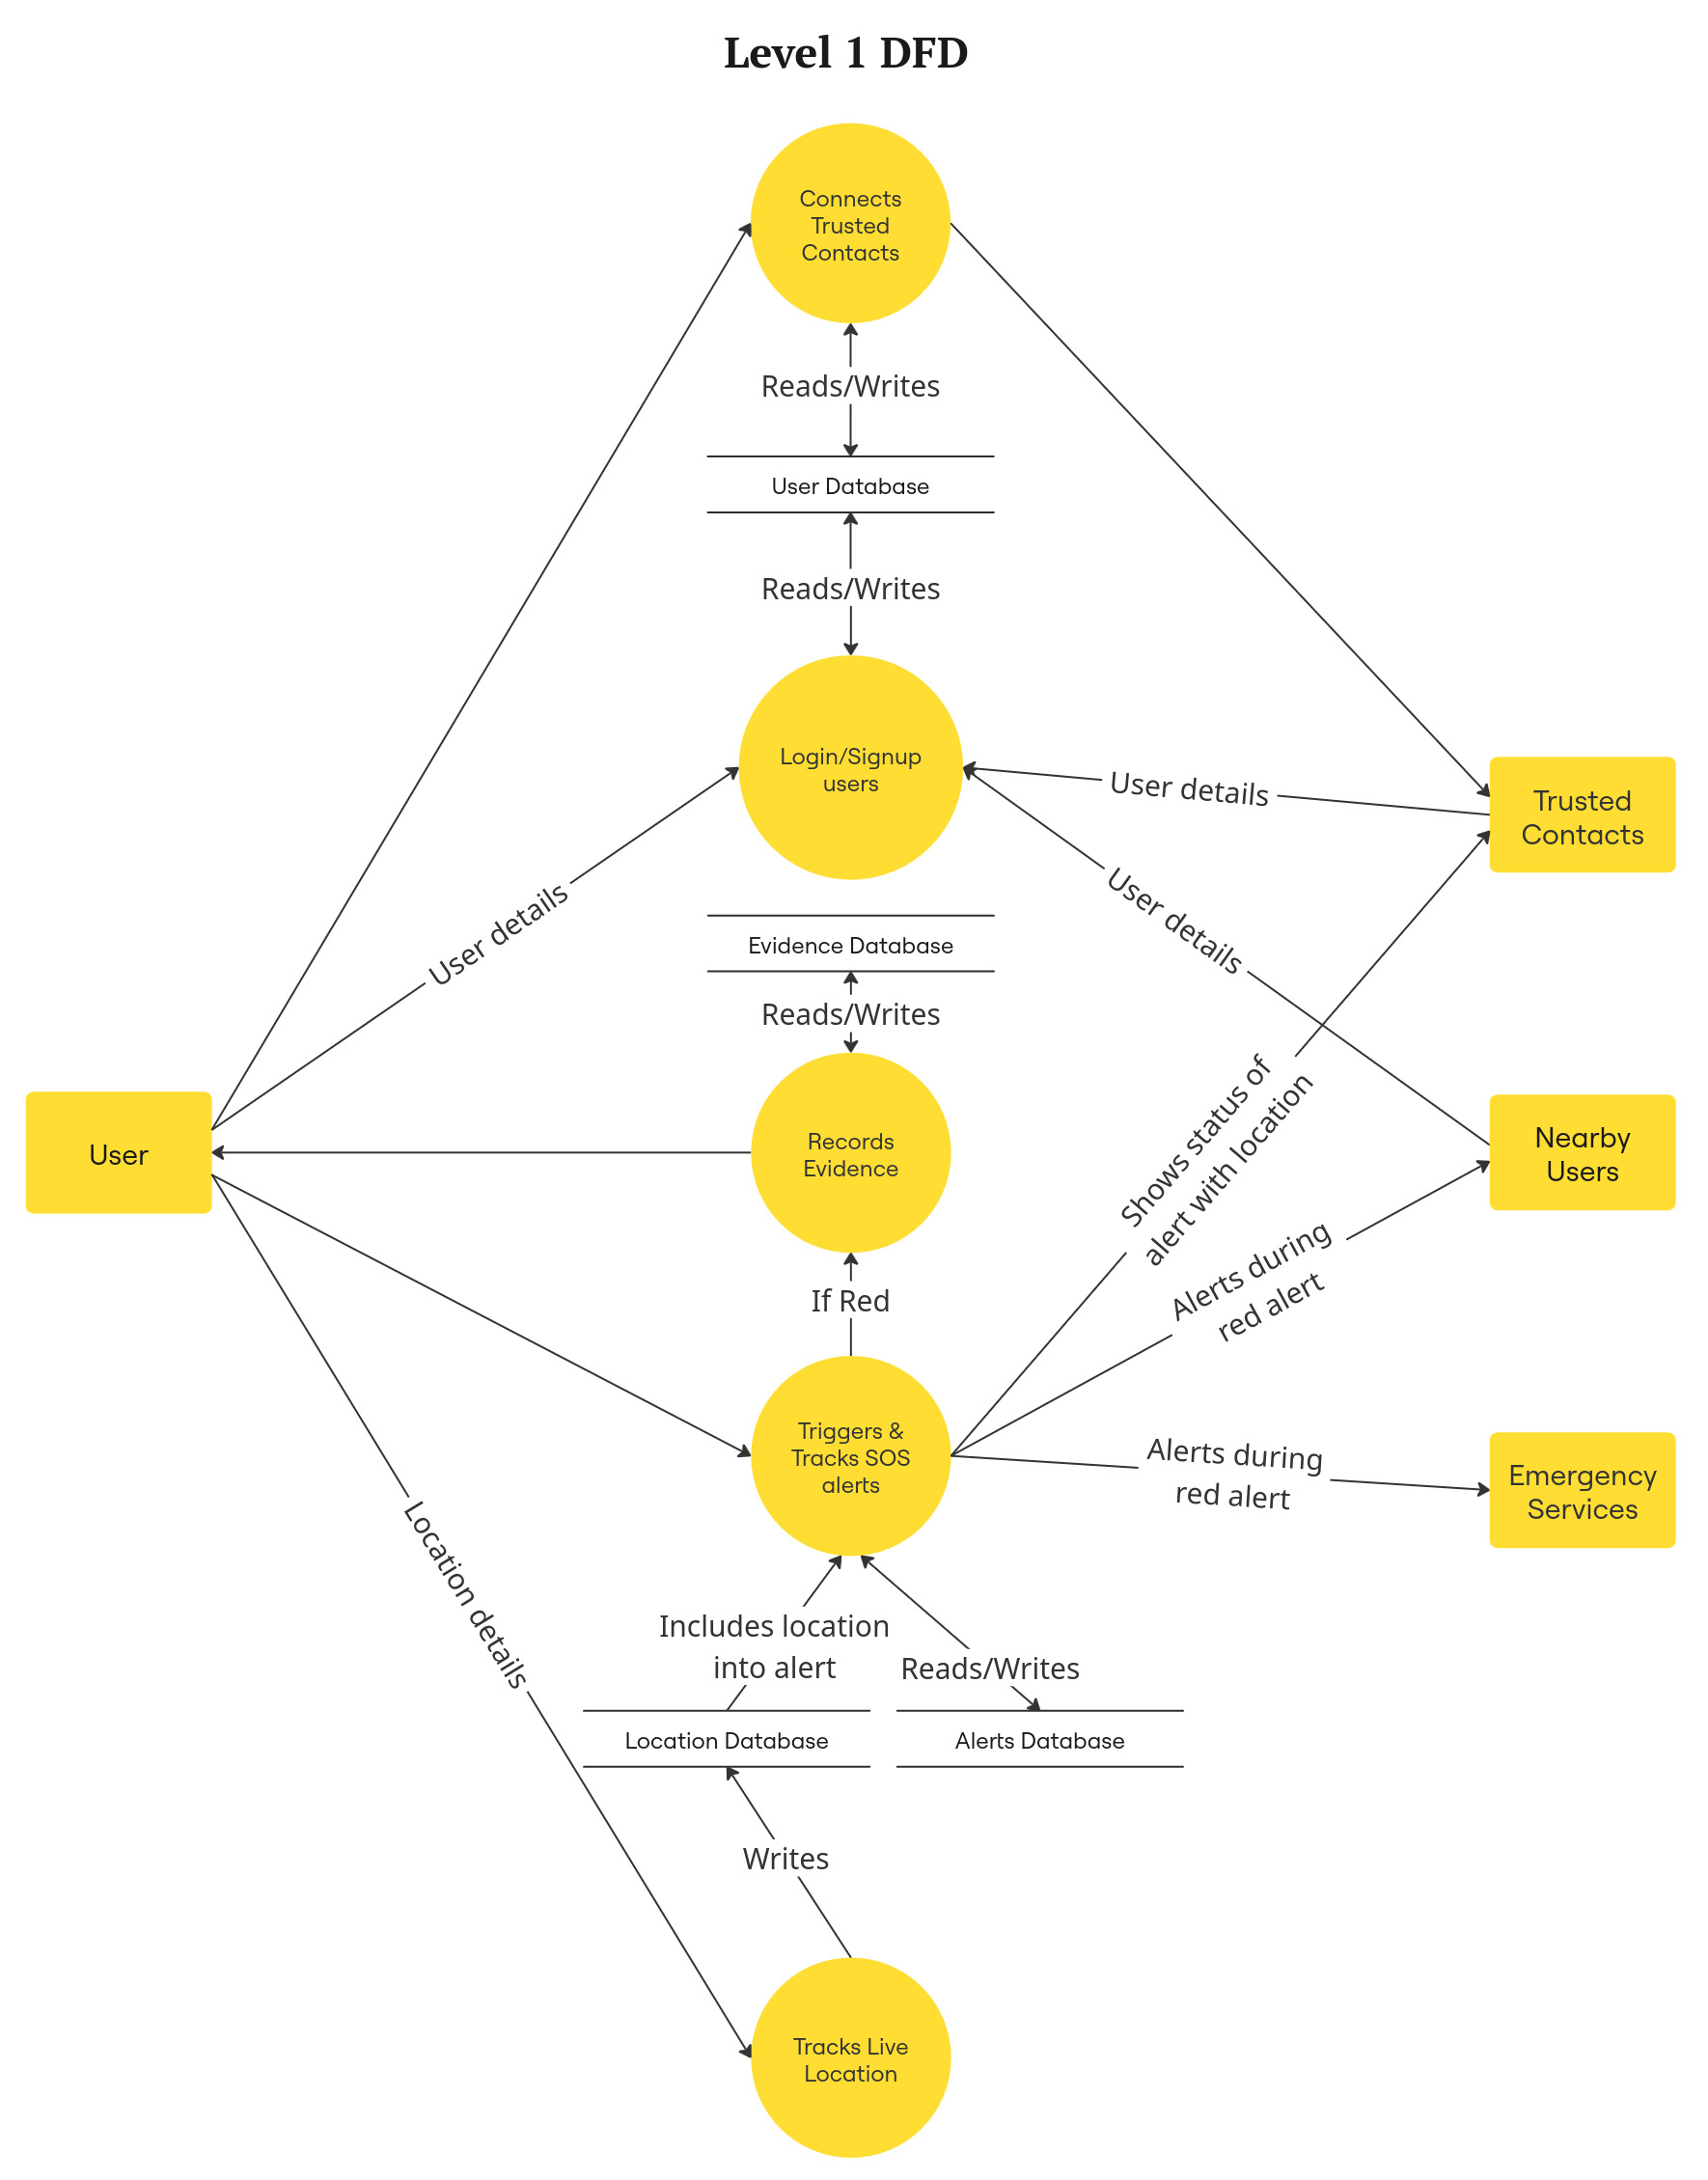 Level 1 DFD
Connects
Trusted
Contacts
Reads/Writes
User Database
Reads/Writes
Login/Signup
users
User details
Trusted
Contacts
User details
User details
Evidence Database
Reads/Writes
User
Records
Evidence
Nearby
Users
Shows status of
alert with location
Alerts during
red alert
If Red
Triggers &
Tracks SOS
alerts
Alerts during
red alert
Emergency
Services
Location details
Includes location
into alert
Reads/Writes
Location Database
Alerts Database
Writes
Tracks Live
Location